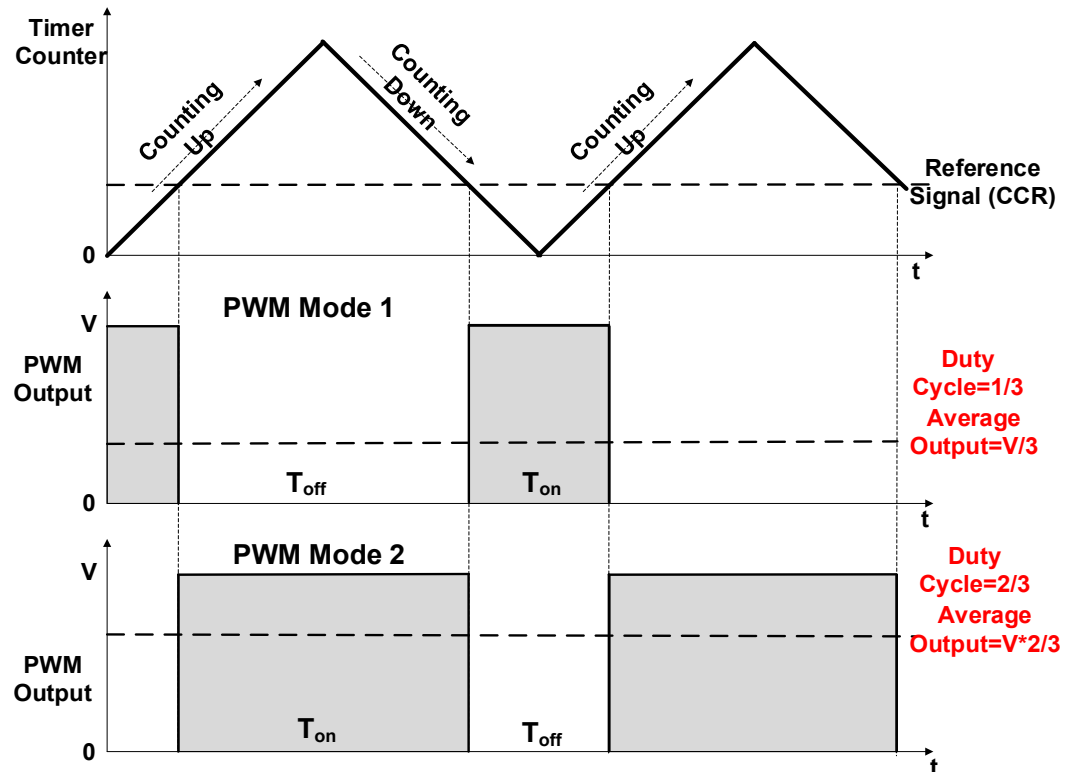 Timer
Counter
Counting
Up
Counting
Down
Counting
Up
Reference
Signal (CCR)
0
t
PWM Mode 1
V
PWM
Output
Duty
Cycle=1/3
Average
Output=V/3
Toff
Ton
0
t
PWM Mode 2
V
Duty
Cycle=2/3
Average
Output=V*2/3
PWM
Output
Ton
Toff
0
t